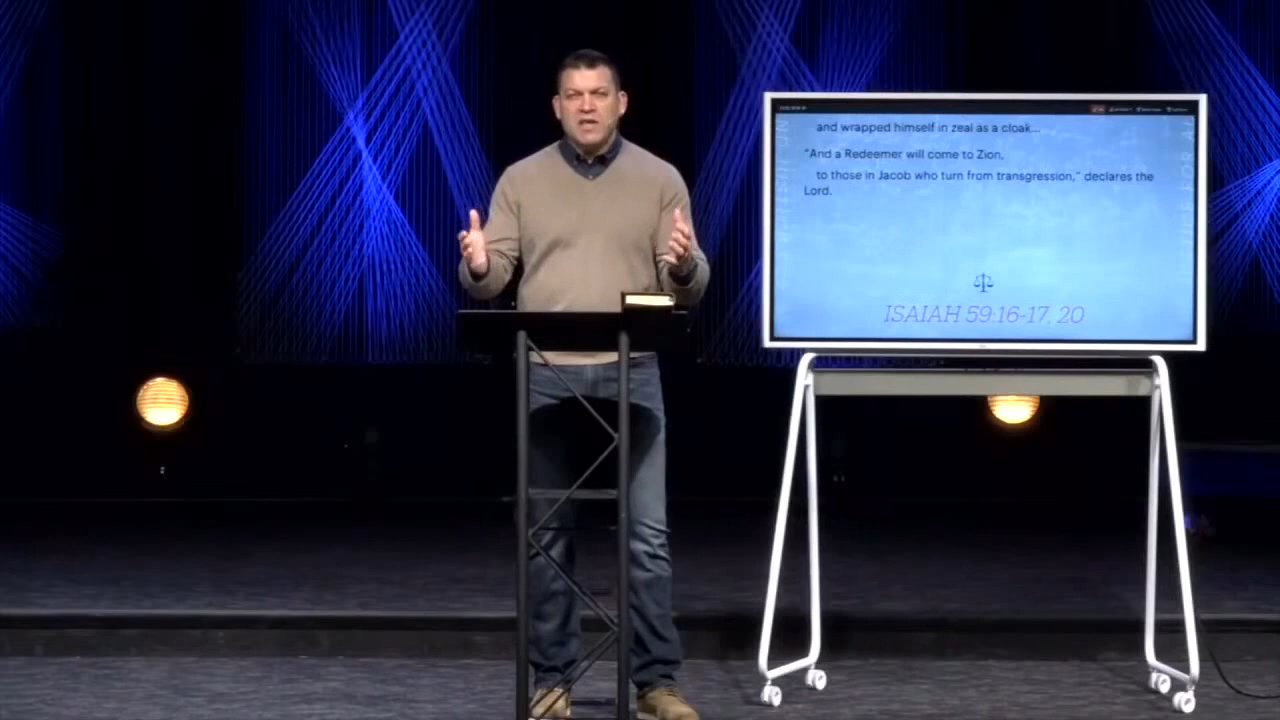 and wrapped himself in zeal as a cloak...
“And a Redeemer will come to Zion,
to those in Jacob who turn from transgression,” declares the
Lord.
ISAIAH 59:16-17, 20